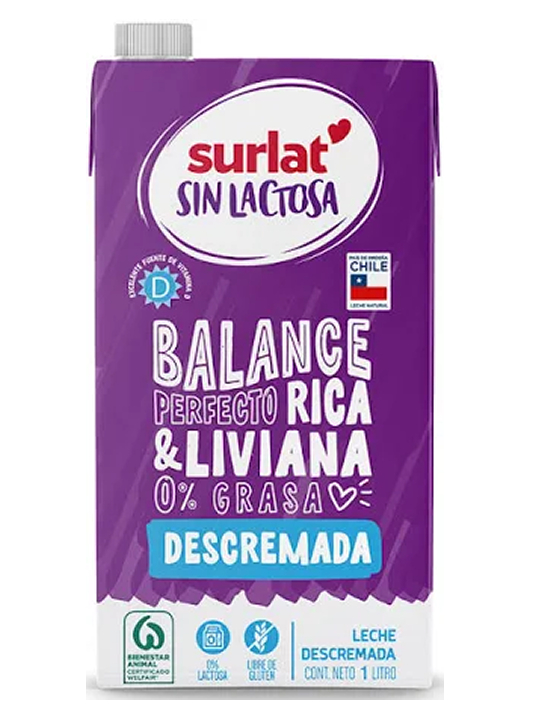 surlat
SIN LACTOSA
EXCELENTE FUENTE DE VITAMINA D
D
PAÍS DE ORIGEN
CHILE
LECHE NATURAL
BALANCE
PERFECTO RICA
&LIVIANA
0% GRASA
DESCREMADA
BIENESTAR
ANIMAL
CERTIFICADO
WELFAIR
0%
LACTOSA
LIBRE DE
GLUTEN
LECHE
DESCREMADA
CONT. NETO 1 LITRO